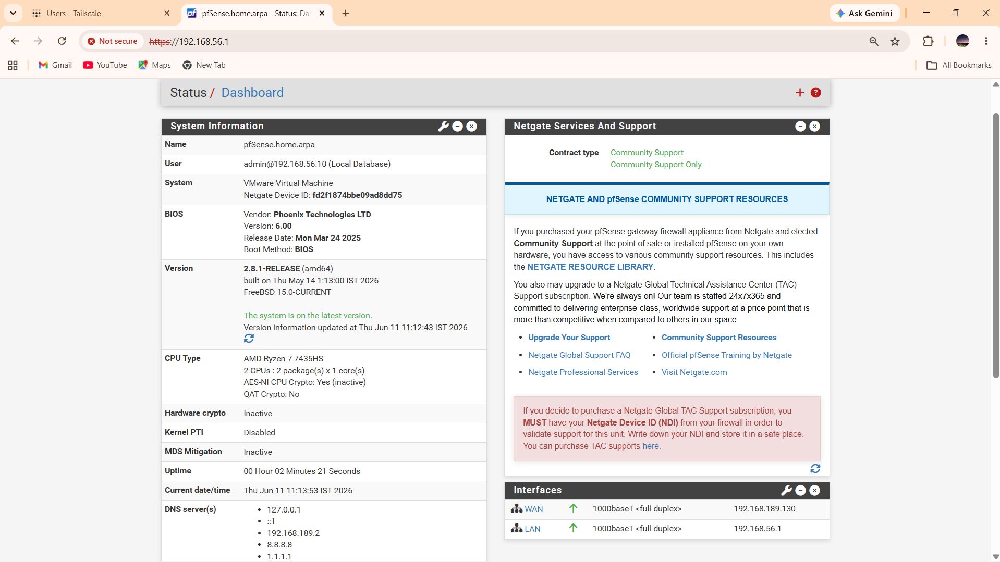 Users - Tailscale
pfSense.home.arpa - Status: Da
Ask Gemini
Not secure
https://192.168.56.1
Gmail
YouTube
Maps
New Tab
All Bookmarks
Status / Dashboard
System Information
Name pfSense.home.arpa
User admin@192.168.56.10 (Local Database)
System VMware Virtual Machine
Netgate Device ID: fd2f1874bbe09ad8dd75
BIOS Vendor: Phoenix Technologies LTD
Version: 6.00
Release Date: Mon Mar 24 2025
Boot Method: BIOS
Version 2.8.1-RELEASE (amd64)
built on Thu May 14 1:13:00 IST 2026
FreeBSD 15.0-CURRENT
The system is on the latest version.
Version information updated at Thu Jun 11 11:12:43 IST 2026
CPU Type AMD Ryzen 7 7435HS
2 CPUs : 2 package(s) x 1 core(s)
AES-NI CPU Crypto: Yes (inactive)
QAT Crypto: No
Hardware crypto Inactive
Kernel PTI Disabled
MDS Mitigation Inactive
Uptime 00 Hour 02 Minutes 21 Seconds
Current date/time Thu Jun 11 11:13:53 IST 2026
DNS server(s) 127.0.0.1
::1
192.168.189.2
8.8.8.8
1.1.1.1
Netgate Services And Support
Contract type Community Support
Community Support Only
NETGATE AND pfSense COMMUNITY SUPPORT RESOURCES
If you purchased your pfSense gateway firewall appliance from Netgate and elected
Community Support at the point of sale or installed pfSense on your own
hardware, you have access to various community support resources. This includes
the NETGATE RESOURCE LIBRARY.
You also may upgrade to a Netgate Global Technical Assistance Center (TAC)
Support subscription. We're always on! Our team is staffed 24x7x365 and
committed to delivering enterprise-class, worldwide support at a price point that is
more than competitive when compared to others in our space.
Upgrade Your Support
Community Support Resources
Netgate Global Support FAQ
Official pfSense Training by Netgate
Netgate Professional Services
Visit Netgate.com
If you decide to purchase a Netgate Global TAC Support subscription, you
MUST have your Netgate Device ID (NDI) from your firewall in order to
validate support for this unit. Write down your NDI and store it in a safe place.
You can purchase TAC supports here.
Interfaces
WAN 1000baseT <full-duplex> 192.168.189.130
LAN 1000baseT <full-duplex> 192.168.56.1